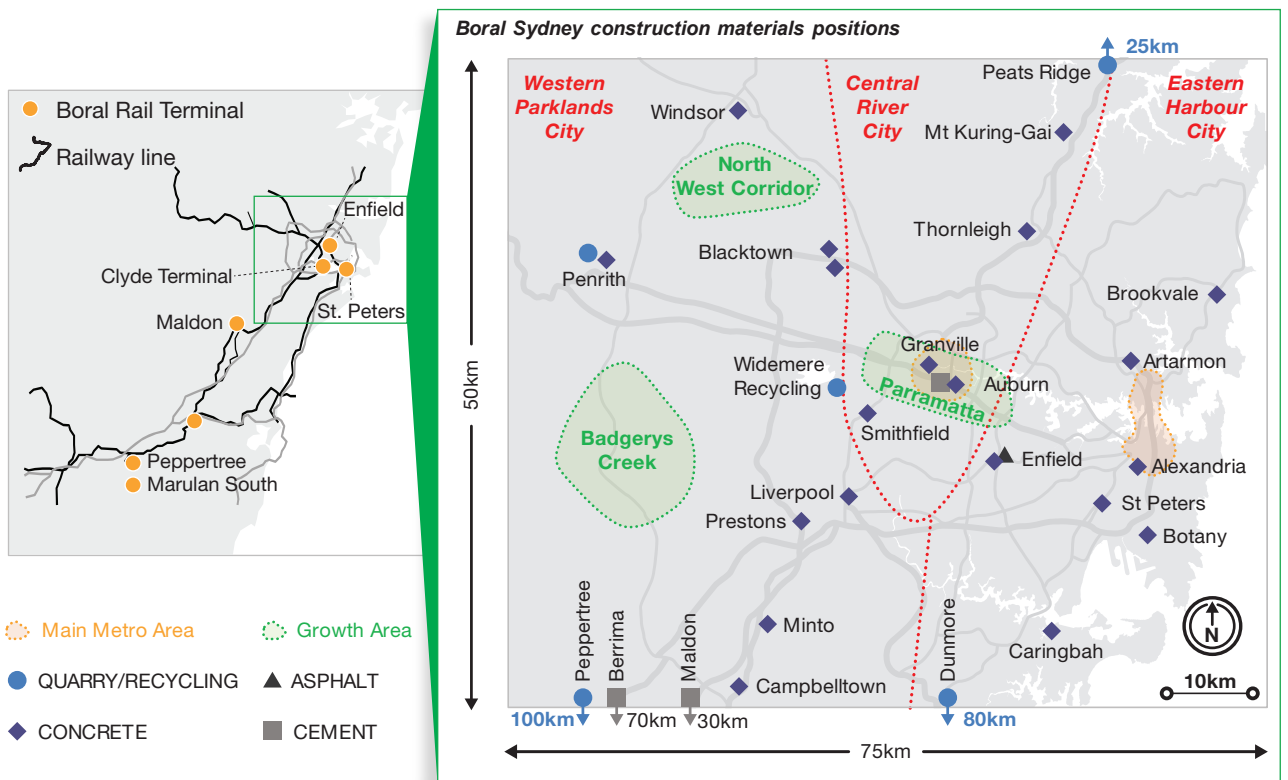 Boral Sydney construction materials positions
Boral Rail Terminal
Railway line
Enfield
Clyde Terminal
St. Peters
Maldon
Peppertree
Marulan South
Main Metro Area
Growth Area
QUARRY/RECYCLING
ASPHALT
CONCRETE
CEMENT
50km
Western
Parklands
City
Central
River
City
Eastern
Harbour
City
25km
Peats Ridge
Windsor
Mt Kuring-Gai
North
West Corridor
Thornleigh
Blacktown
Penrith
Brookvale
Granville
Artarmon
Widemere
Recycling
Auburn
Parramatta
Smithfield
Badgerys
Creek
Enfield
Alexandria
Liverpool
Prestons
St Peters
Botany
Peppertree
Berrima
Maldon
Minto
Dunmore
Caringbah
N
Campbelltown
10km
100km
70km
30km
80km
75km